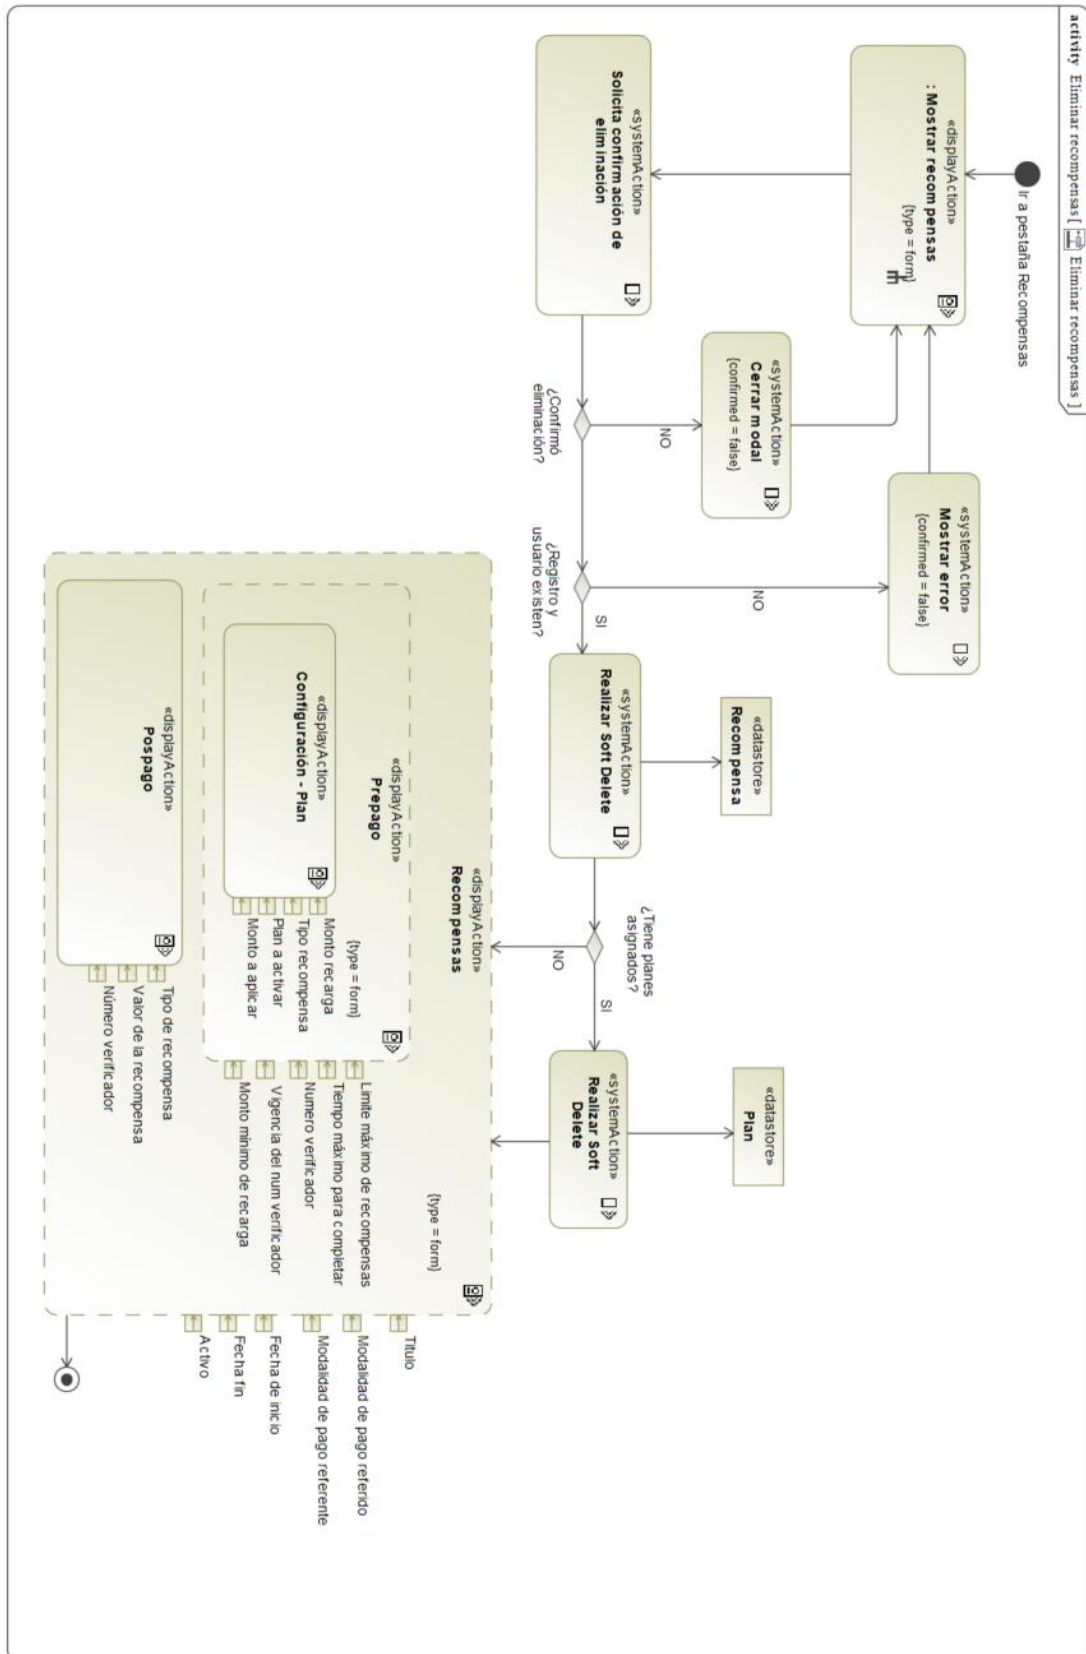 activity Eliminar recompensas [ Eliminar recompensas ]
Ir a pestaña Recompensas
«displayAction»
: Mostrar recompensas
{type = form}
«systemAction»
Solicita confirmación de
eliminación
¿Confirmó
eliminación?
NO
«systemAction»
Cerrar modal
{confirmed = false}
¿Registro y
usuario existen?
NO
«systemAction»
Mostrar error
{confirmed = false}
SI
«systemAction»
Realizar Soft Delete
«datastore»
Recompensa
¿Tiene planes
asignados?
NO
SI
«systemAction»
Realizar Soft
Delete
«datastore»
Plan
«displayAction»
Recompensas
{type = form}
Título
Modalidad de pago referido
Modalidad de pago referente
Fecha de inicio
Fecha fin
Activo
«displayAction»
Prepago
{type = form}
Limite máximo de recompensas
Tiempo máximo para completar
Numero verificador
Vigencia del num verificador
Monto minimo de recarga
«displayAction»
Configuración - Plan
Monto recarga
Tipo recompensa
Plan a activar
Monto a aplicar
«displayAction»
Pospago
Tipo de recompensa
Valor de la recompensa
Número verificador